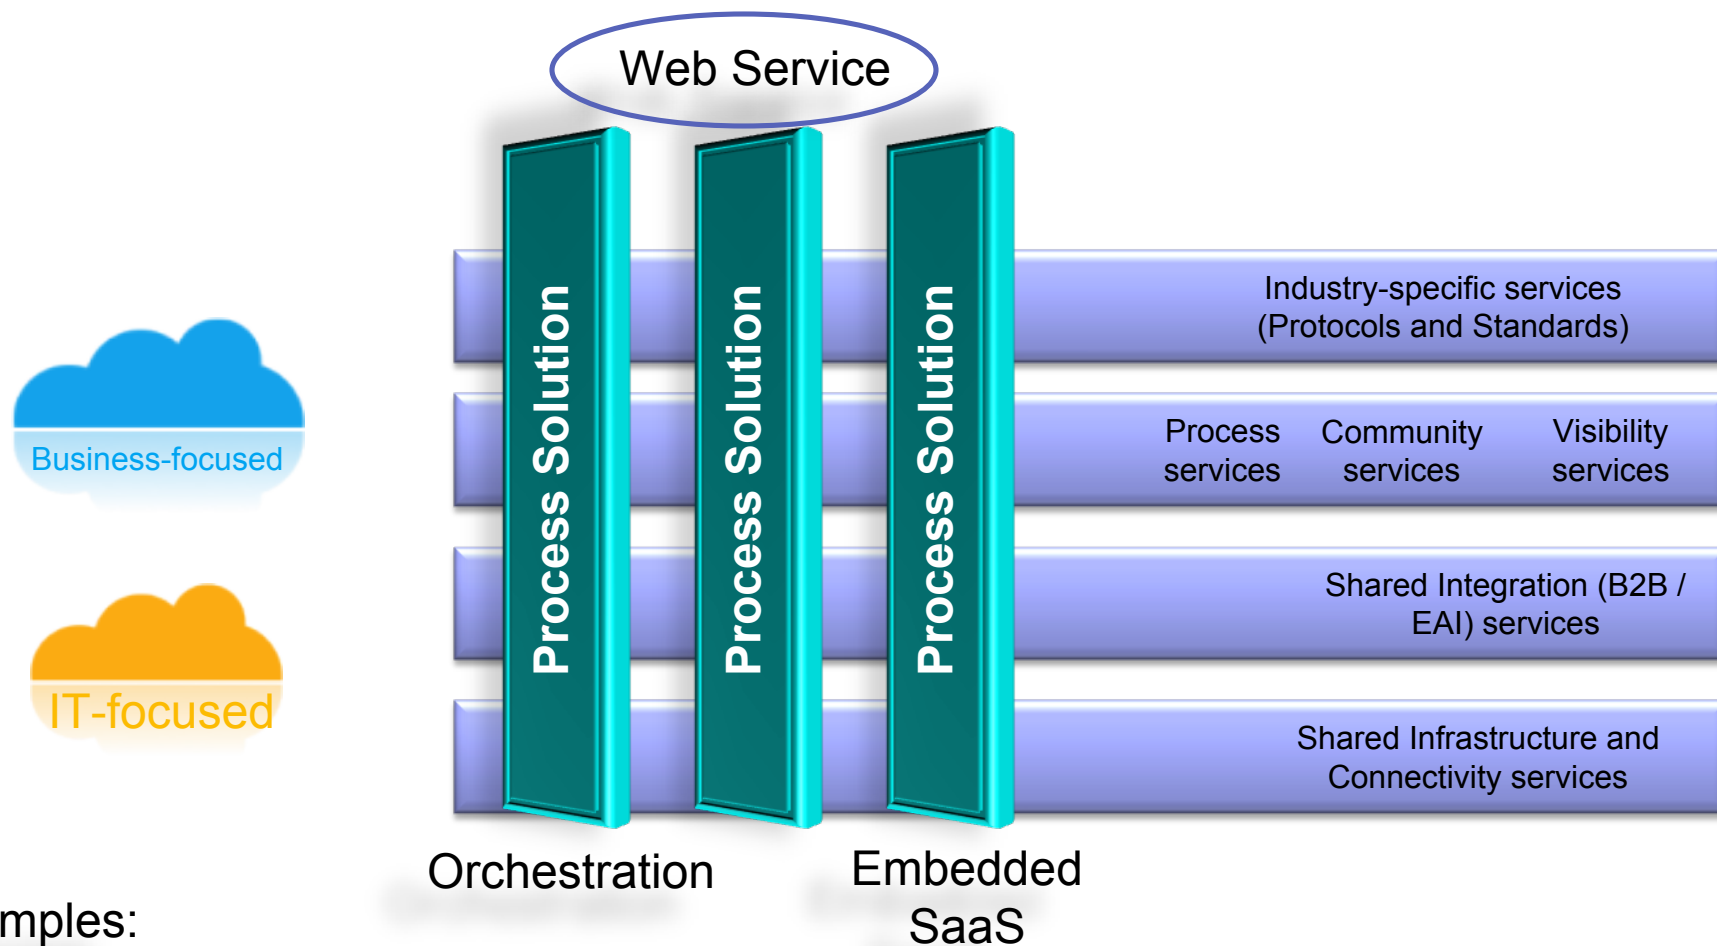 Web Service
Process Solution
Process Solution
Process Solution
Industry-specific services
(Protocols and Standards)
Business-focused
Process services
Community services
Visibility services
Shared Integration (B2B /
EAI) services
IT-focused
Shared Infrastructure and
Connectivity services
Orchestration
Embedded
SaaS
mples: